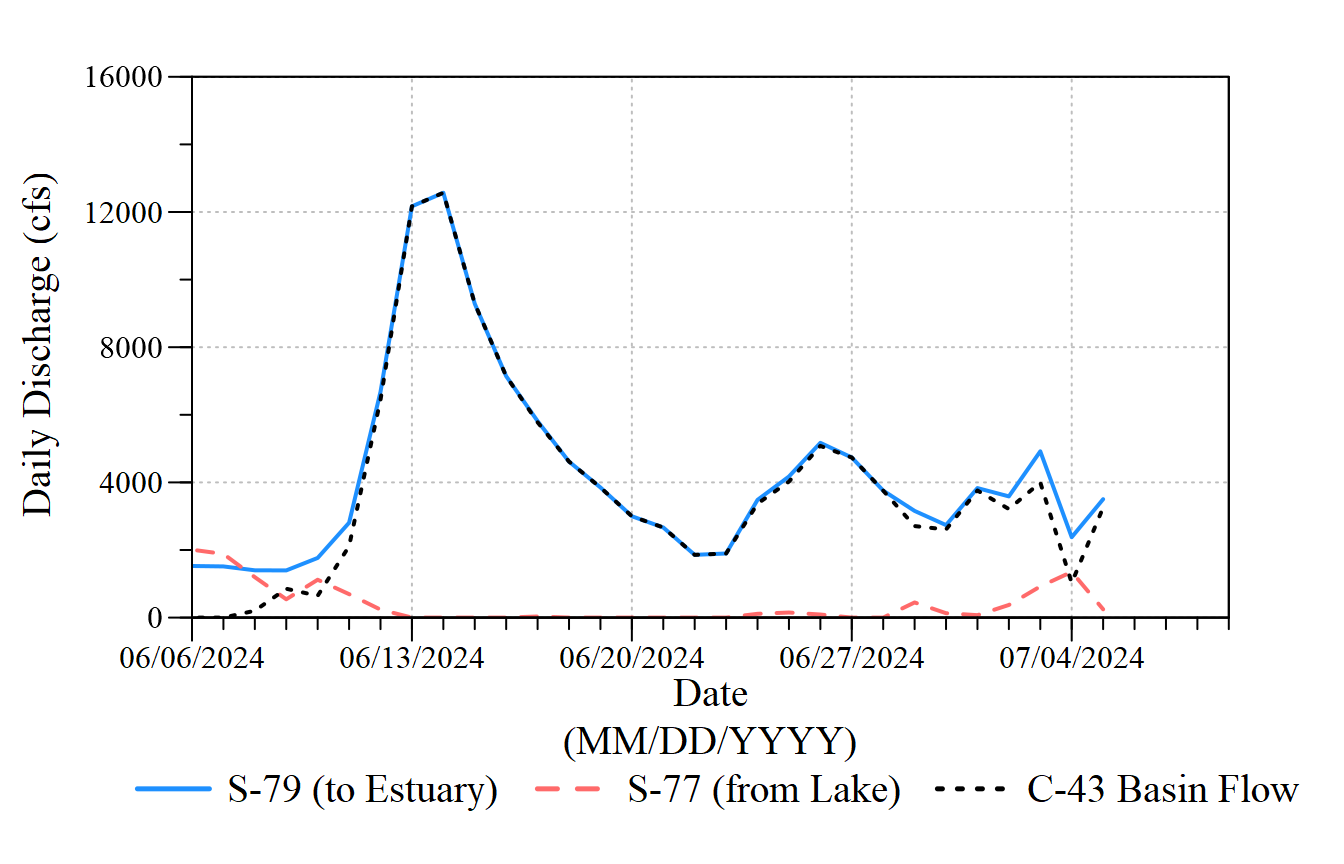 16000
12000
8000
4000
0
Daily Discharge (cfs)
06/06/2024 06/13/2024 06/20/2024 06/27/2024 07/04/2024
Date
(MM/DD/YYYY)
S-79 (to Estuary) S-77 (from Lake) C-43 Basin Flow